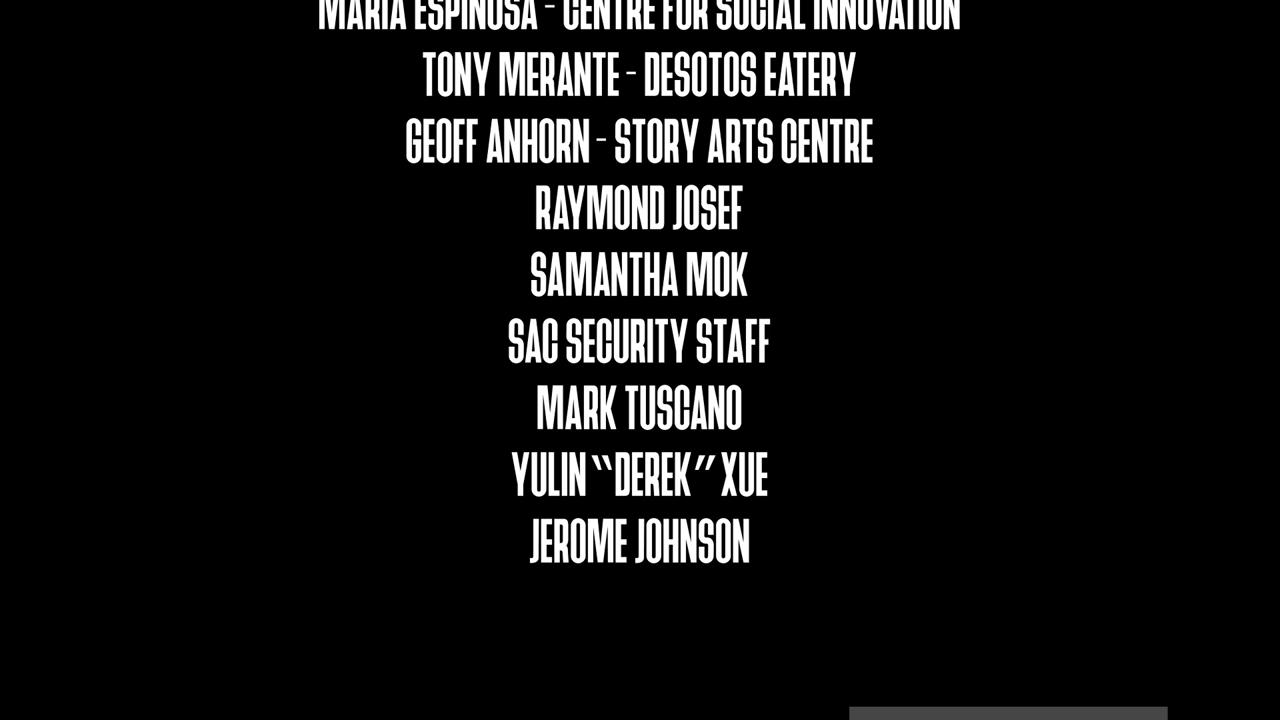 MARIA ESPINOSA - CENTRE FOR SOCIAL INNOVATION
TONY MERANTE - DESOTOS EATERY
GEOFF ANHORN - STORY ARTS CENTRE
RAYMOND JOSEF
SAMANTHA MOK
SAC SECURITY STAFF
MARK TUSCANO
YULIN “DEREK” XUE
JEROME JOHNSON